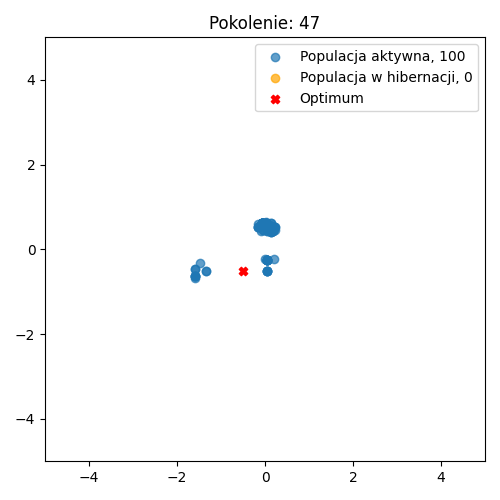 Pokolenie: 47
Populacja aktywna, 100
Populacja w hibernacji, 0
Optimum
4
2
0
−2
−4
−4 −2 0 2 4